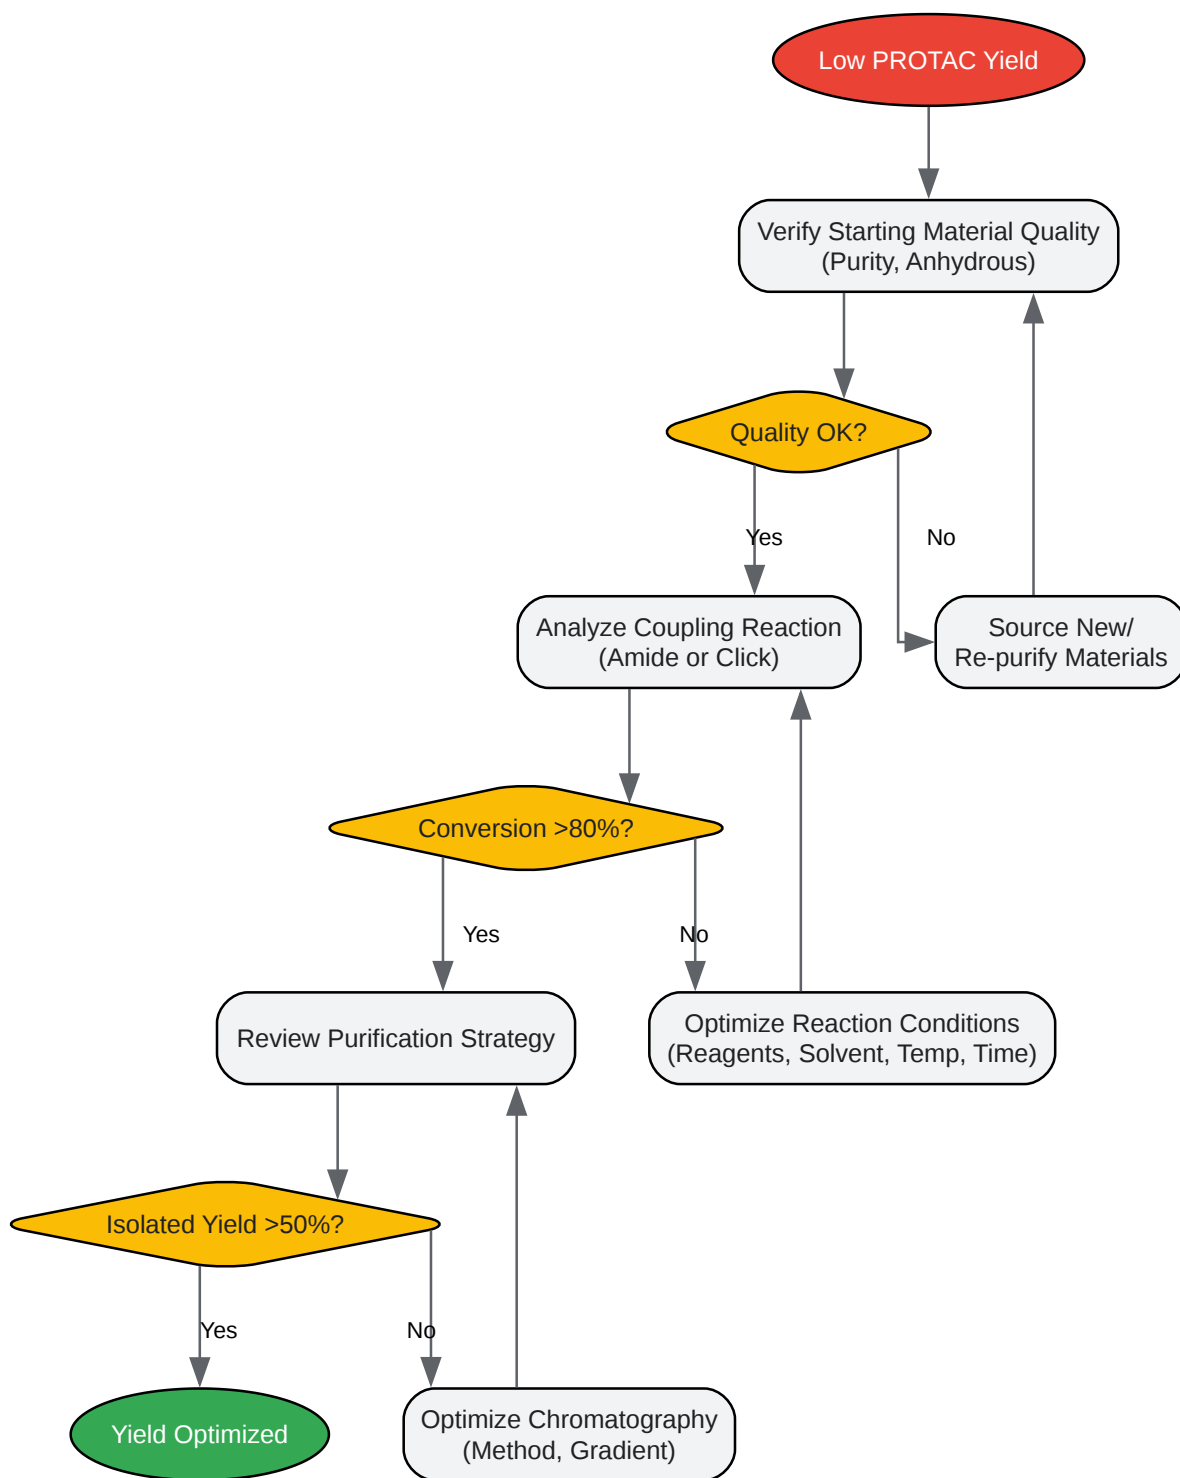 Low PROTAC Yield
Verify Starting Material Quality
(Purity, Anhydrous)
Quality OK?
Yes
No
Analyze Coupling Reaction
(Amide or Click)
Source New/
Re-purify Materials
Conversion >80%?
Yes
No
Review Purification Strategy
Optimize Reaction Conditions
(Reagents, Solvent, Temp, Time)
Isolated Yield >50%?
Yes
No
Yield Optimized
Optimize Chromatography
(Method, Gradient)